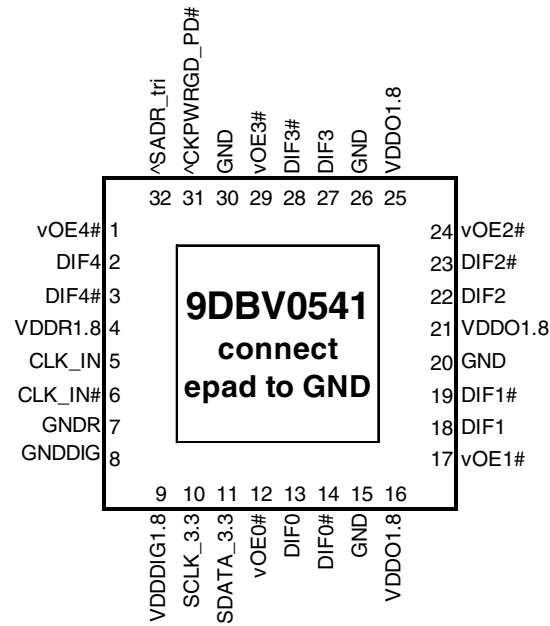 ^SADR_tri
^CKPWRGD_PD#
GND
vOE3#
DIF3#
DIF3
GND
VDDO1.8
32 31 30 29 28 27 26 25
vOE4# 1
DIF4 2
DIF4# 3
VDDR1.8 4
CLK_IN 5
CLK_IN# 6
GNDR 7
GNDDIG 8
9DBV0541
connect
epad to GND
24 vOE2#
23 DIF2#
22 DIF2
21 VDDO1.8
20 GND
19 DIF1#
18 DIF1
17 vOE1#
9 10 11 12 13 14 15 16
VDDDIG1.8
SCLK_3.3
SDATA_3.3
vOE0#
DIF0
DIF0#
GND
VDDO1.8